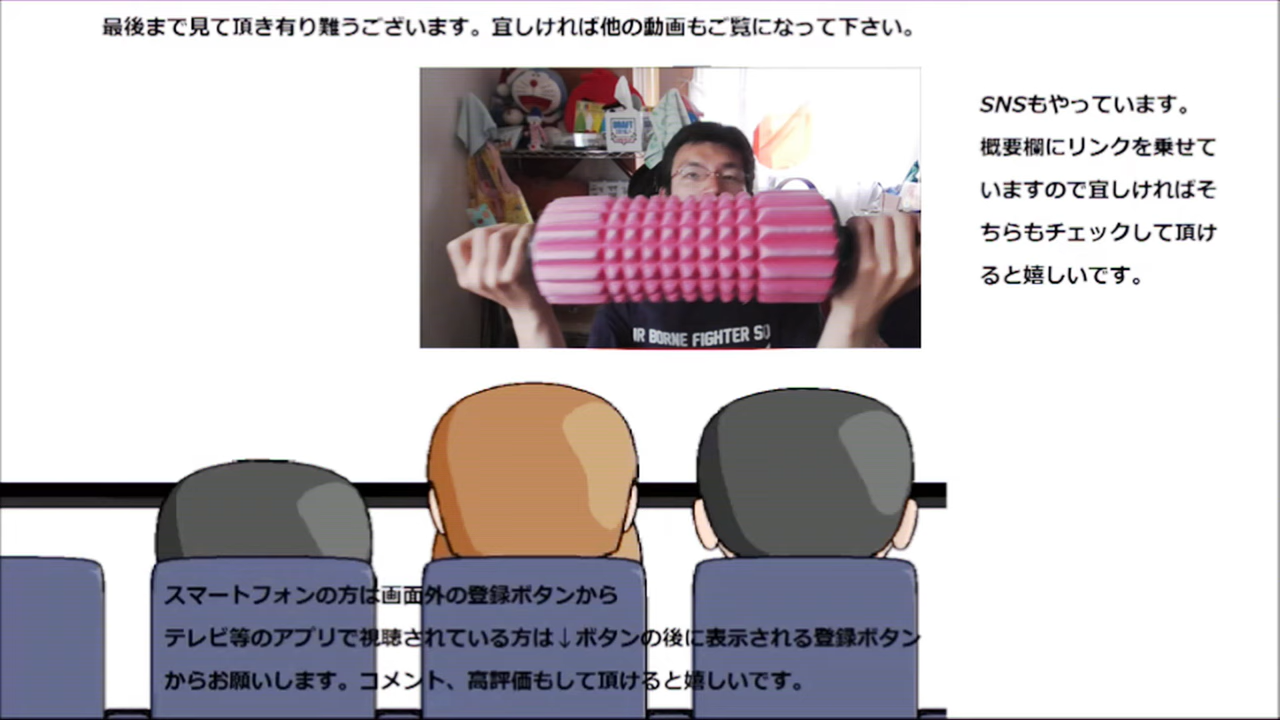 最後まで見て頂き有り難うございます。宜しければ他の動画もご覧になって下さい。
SNSもやっています。
概要欄にリンクを乗せて
いますので宜しければそ
ちらもチェックして頂け
ると嬉しいです。
DRAFT
IR BORNE FIGHTER SQ
スマートフォンの方は画面外の登録ボタンから
テレビ等のアプリで視聴されている方は↓ボタンの後に表示される登録ボタン
からお願いします。コメント、高評価もして頂けると嬉しいです。